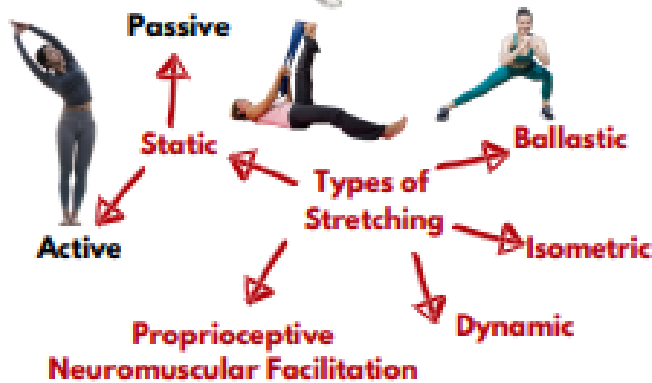 Passive
Static
Ballastic
Types of
Stretching
Active
Isometric
Dynamic
Proprioceptive
Neuromuscular Facilitation